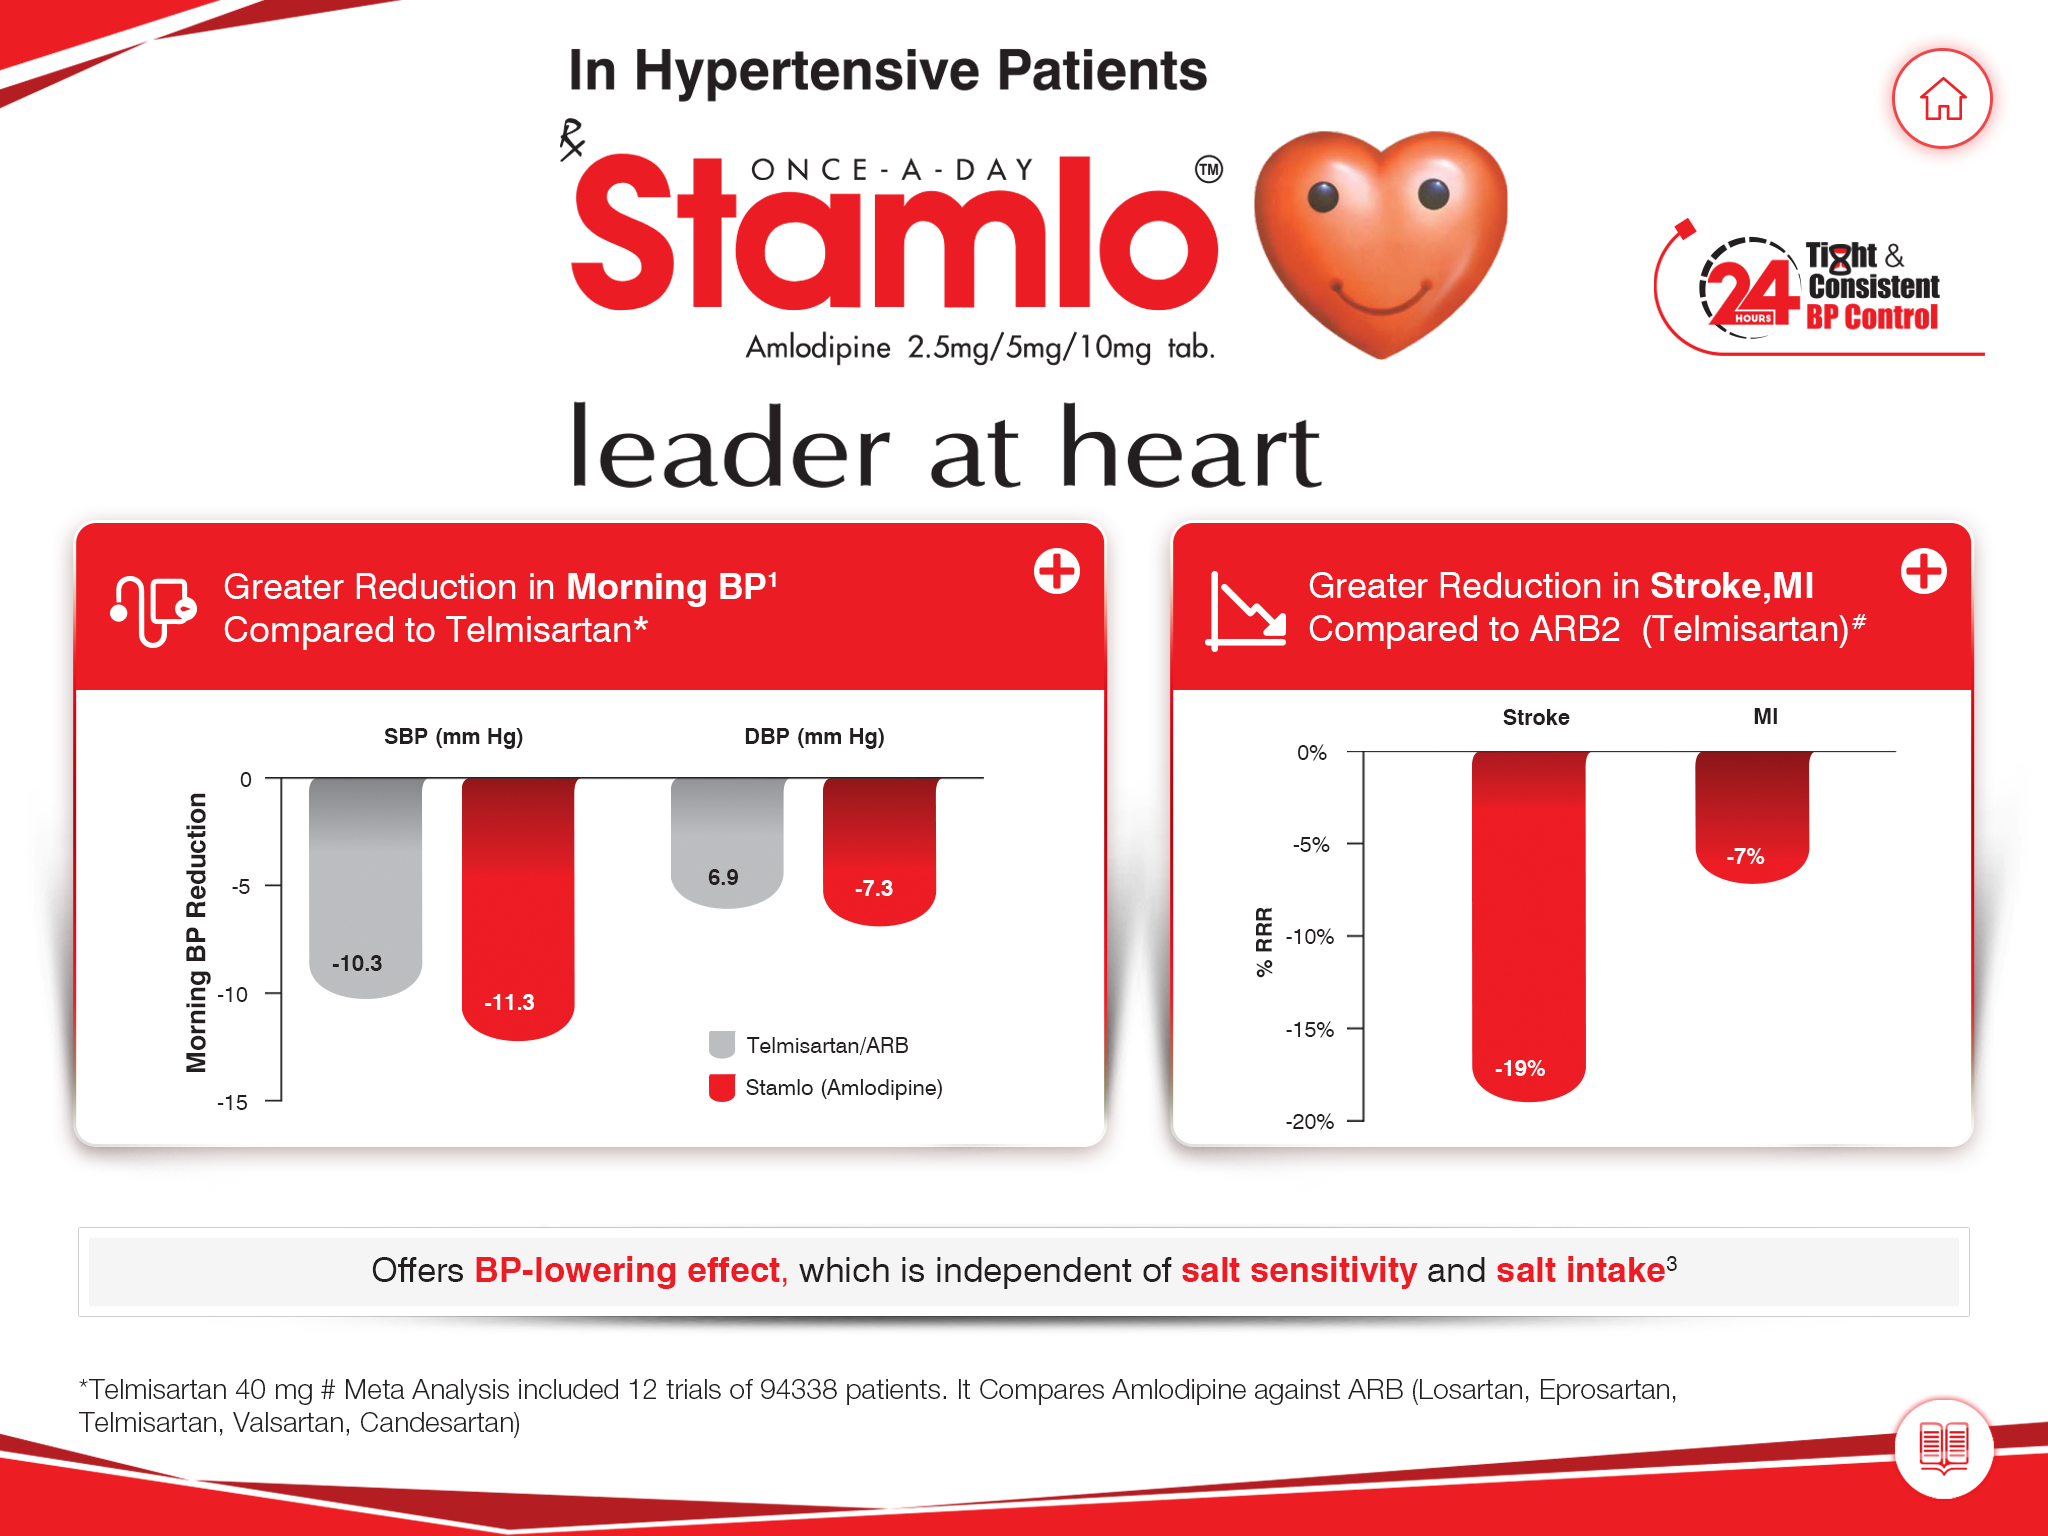 In Hypertensive Patients
℞
ONCE-A-DAY
Stamlo™
Amlodipine 2.5mg/5mg/10mg tab.
leader at heart
24 HOURS
Tight &
Consistent
BP Control
Greater Reduction in Morning BP¹
Compared to Telmisartan*
SBP (mm Hg)
DBP (mm Hg)
Morning BP Reduction
0
-5
-10
-15
-10.3
-11.3
6.9
-7.3
Telmisartan/ARB
Stamlo (Amlodipine)
Greater Reduction in Stroke,MI
Compared to ARB2 (Telmisartan)#
Stroke
MI
% RRR
0%
-5%
-10%
-15%
-20%
-19%
-7%
Offers BP-lowering effect, which is independent of salt sensitivity and salt intake³
*Telmisartan 40 mg # Meta Analysis included 12 trials of 94338 patients. It Compares Amlodipine against ARB (Losartan, Eprosartan,
Telmisartan, Valsartan, Candesartan)